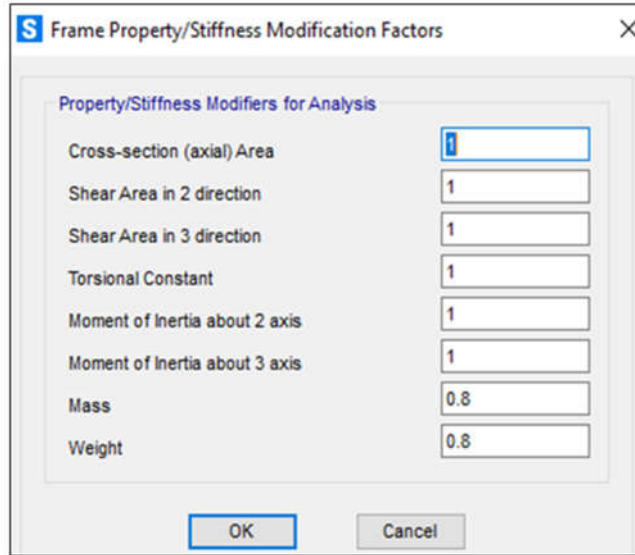 S Frame Property/Stiffness Modification Factors
Property/Stiffness Modifiers for Analysis
Cross-section (axial) Area 1
Shear Area in 2 direction 1
Shear Area in 3 direction 1
Torsional Constant 1
Moment of Inertia about 2 axis 1
Moment of Inertia about 3 axis 1
Mass 0.8
Weight 0.8
OK Cancel